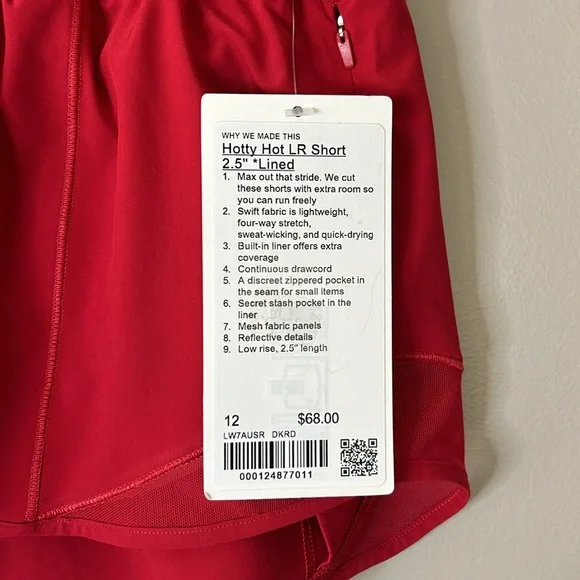 WHY WE MADE THIS
Hotty Hot LR Short
2.5" *Lined
1. Max out that stride. We cut
these shorts with extra room so
you can run freely
2. Swift fabric is lightweight,
four-way stretch,
sweat-wicking, and quick-drying
3. Built-in liner offers extra
coverage
4. Continuous drawcord
5. A discreet zippered pocket in
the seam for small items
6. Secret stash pocket in the
liner
7. Mesh fabric panels
8. Reflective details
9. Low rise, 2.5" length
12 $68.00
LW7AUSR DKRD
000124877011